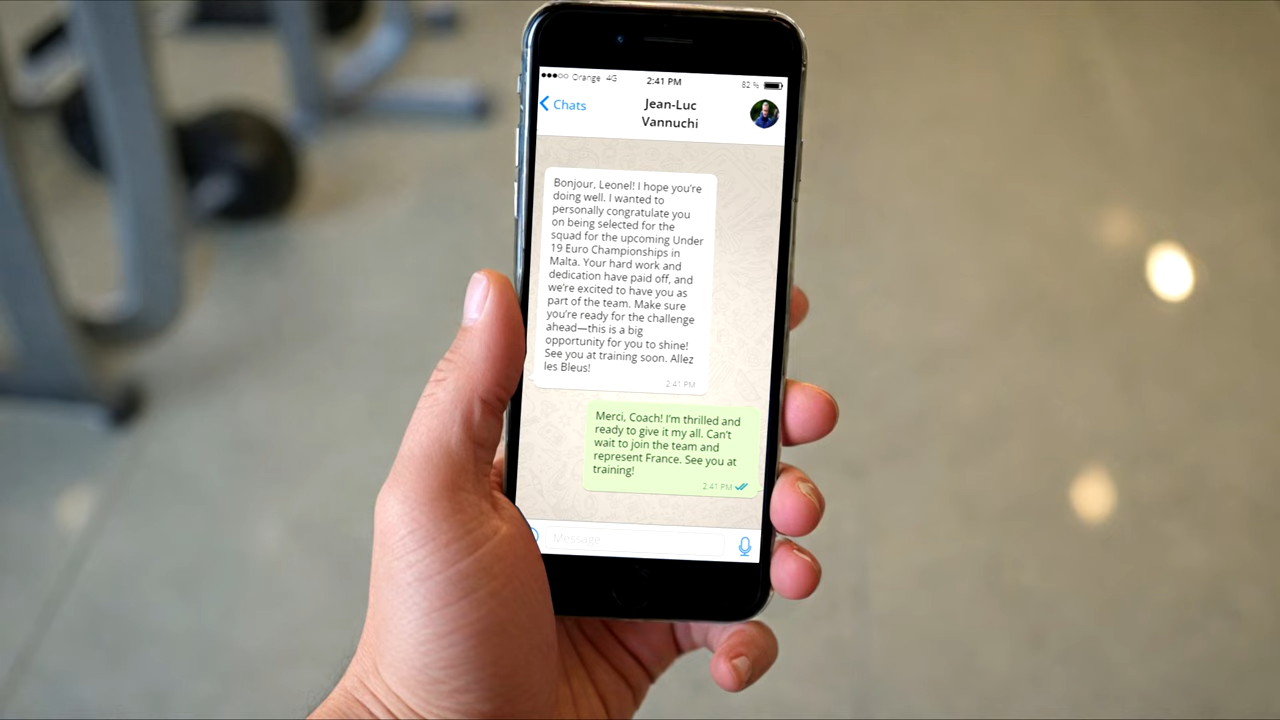 Orange 4G 2:41 PM 82 %
Chats
Jean-Luc
Vannuchi
Bonjour, Leonel! I hope you're
doing well. I wanted to
personally congratulate you
on being selected for the
squad for the upcoming Under
19 Euro Championships in
Malta. Your hard work and
dedication have paid off, and
we're excited to have you as
part of the team. Make sure
you're ready for the challenge
ahead—this is a big
opportunity for you to shine!
See you at training soon. Allez
les Bleus!
2:41 PM
Merci, Coach! I'm thrilled and
ready to give it my all. Can't
wait to join the team and
represent France. See you at
training!
2:41 PM
Message